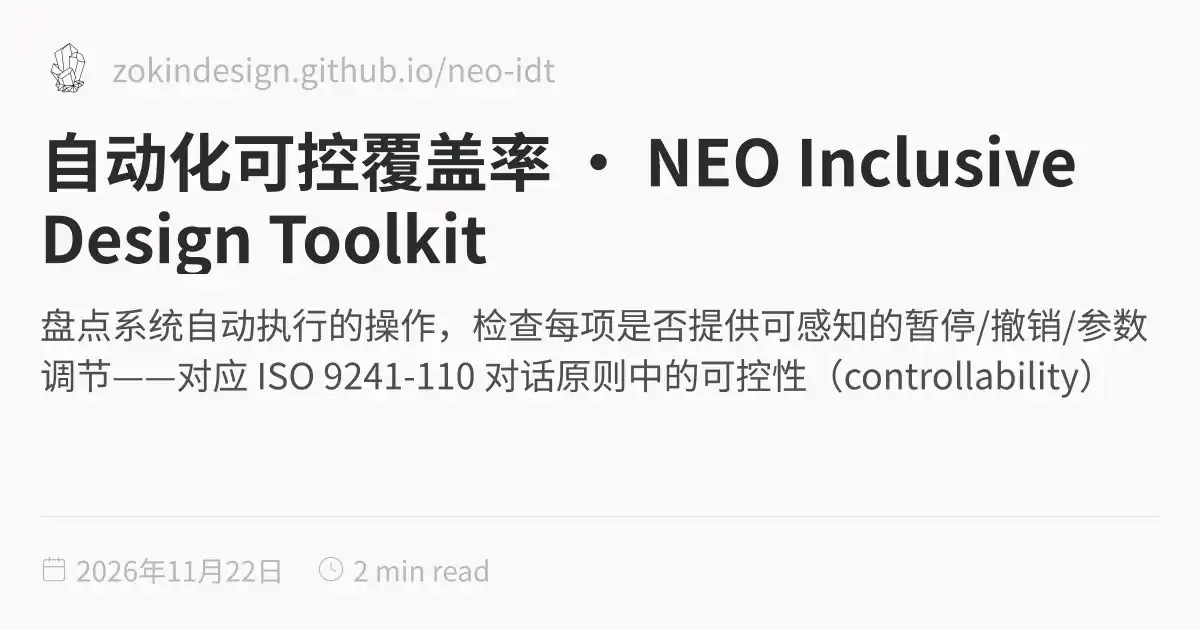 zokindesign.github.io/neo-idt
自动化可控覆盖率 · NEO Inclusive
Design Toolkit
盘点系统自动执行的操作，检查每项是否提供可感知的暂停/撤销/参数
调节——对应 ISO 9241-110 对话原则中的可控性（controllability）
2026年11月22日 2 min read